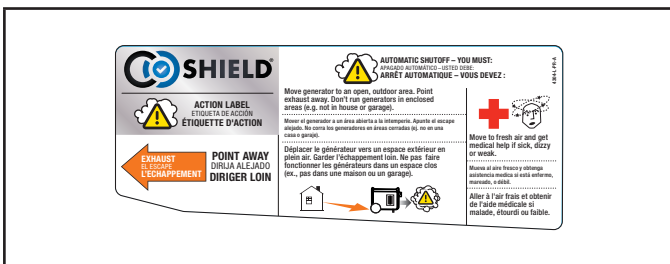 CO SHIELD®
ACTION LABEL
ETIQUETA DE ACCIÓN
ÉTIQUETTE D'ACTION
EXHAUST
EL ESCAPE
L'ECHAPPEMENT
POINT AWAY
DIRIJA ALEJADO
DIRIGER LOIN
AUTOMATIC SHUTOFF – YOU MUST:
APAGADO AUTOMÁTICO – USTED DEBE:
ARRÊT AUTOMATIQUE – VOUS DEVEZ :
Move generator to an open, outdoor area. Point
exhaust away. Don't run generators in enclosed
areas (e.g. not in house or garage).
Mover el generador a un área abierta a la intemperie. Apunte el escape
alejado. No corra los generadores en áreas cerradas (ej. no en una
casa o garaje).
Déplacer le générateur vers un espace extérieur en
plein air. Garder l'échappement loin. Ne pas faire
fonctionner les générateurs dans un espace clos
(ex., pas dans une maison ou un garage).
Move to fresh air and get
medical help if sick, dizzy
or weak.
Mueva al aire fresco y obtenga
asistencia medica si está enfermo,
mareado, o débil.
Aller à l'air frais et obtenir
de l'aide médicale si
malade, étourdi ou faible.